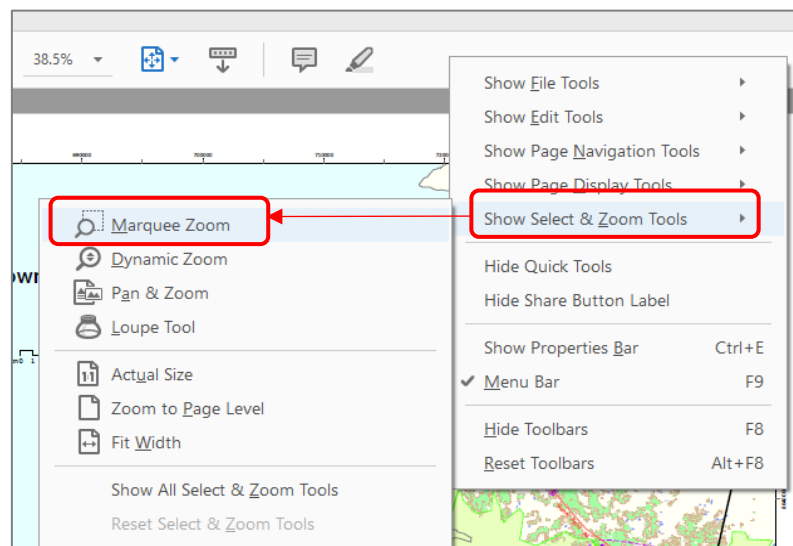 38.5%
690000 700000 710000
Show File Tools
Show Edit Tools
Show Page Navigation Tools
Show Page Display Tools
Show Select & Zoom Tools
Hide Quick Tools
Hide Share Button Label
Show Properties Bar Ctrl+E
Menu Bar F9
Hide Toolbars F8
Reset Toolbars Alt+F8
Marquee Zoom
Dynamic Zoom
Pan & Zoom
Loupe Tool
Actual Size
Zoom to Page Level
Fit Width
Show All Select & Zoom Tools
Reset Select & Zoom Tools